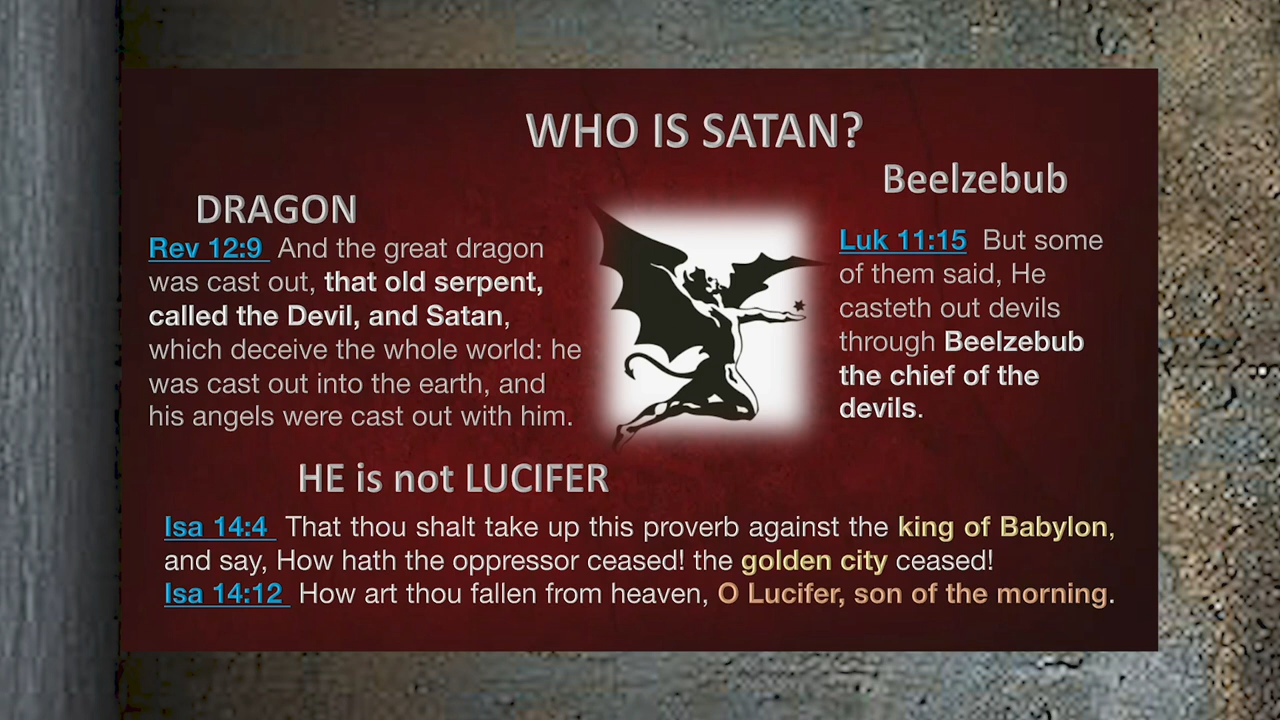 WHO IS SATAN?
DRAGON
Rev 12:9 And the great dragon
was cast out, that old serpent,
called the Devil, and Satan,
which deceive the whole world: he
was cast out into the earth, and
his angels were cast out with him.
Beelzebub
Luk 11:15 But some
of them said, He
casteth out devils
through Beelzebub
the chief of the
devils.
HE is not LUCIFER
Isa 14:4 That thou shalt take up this proverb against the king of Babylon,
and say, How hath the oppressor ceased! the golden city ceased!
Isa 14:12 How art thou fallen from heaven, O Lucifer, son of the morning.